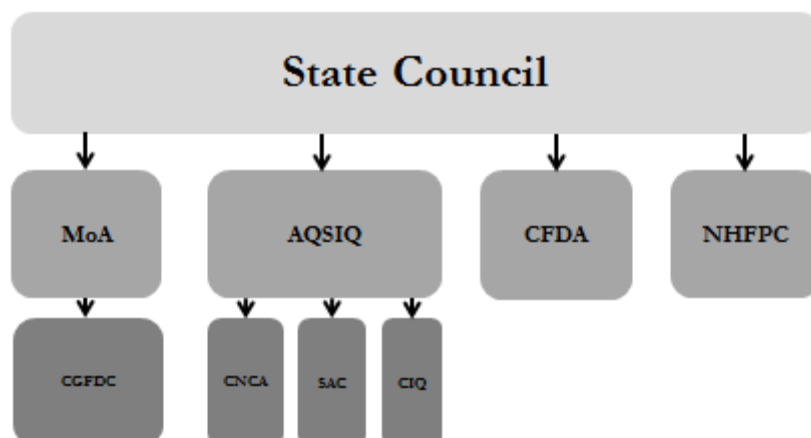 State Council
MoA
AQSIQ
CFDA
NHFPC
CGFDC
CNCA
SAC
CIQ